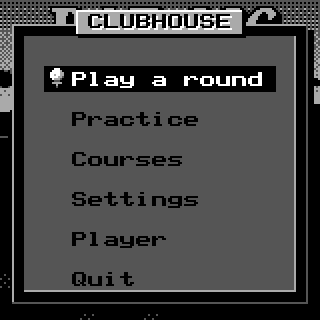 CLUBHOUSE
Play a round
Practice
Courses
Settings
Player
Quit